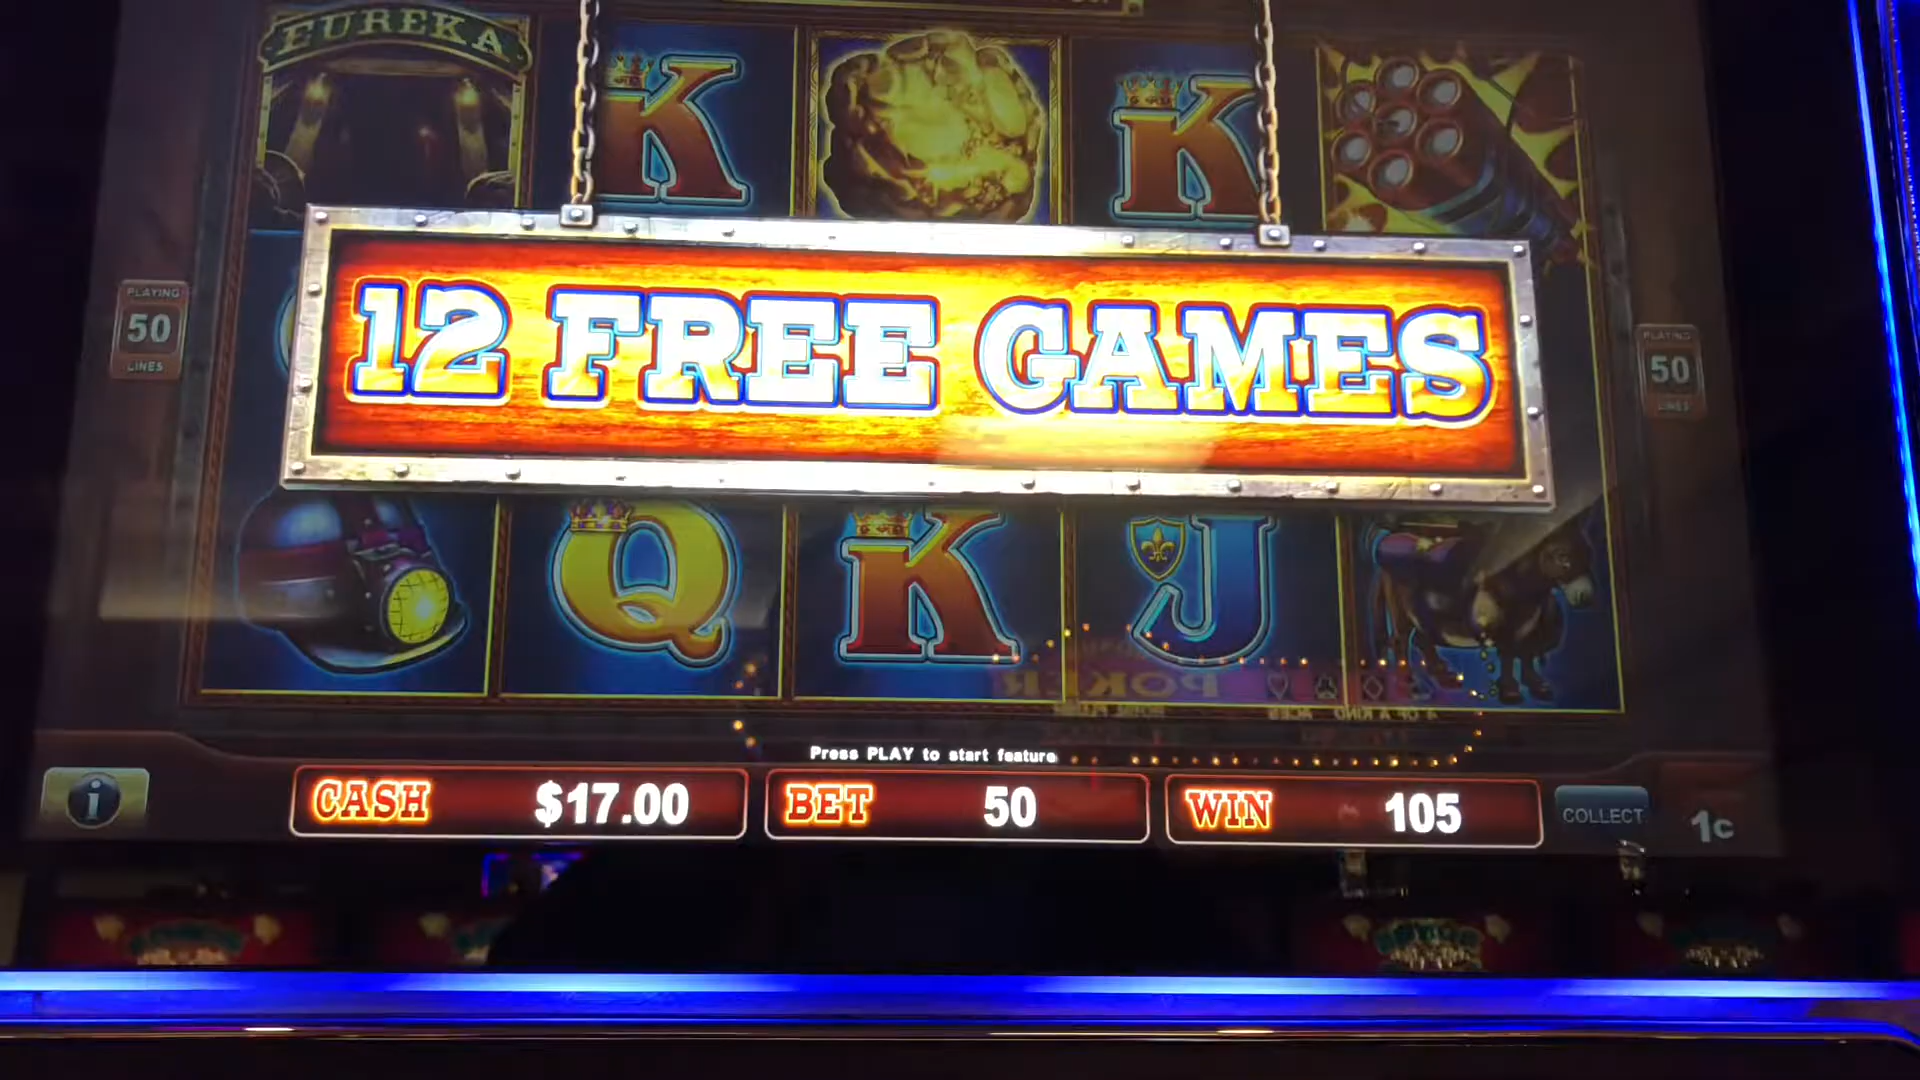 EUREKA
K
K
PLAYING
50
LINES
12 FREE GAMES
PLAYING
50
LINES
Q
K
J
POKER
Press PLAY to start feature
CASH $17.00
BET 50
WIN 105
COLLECT
1c